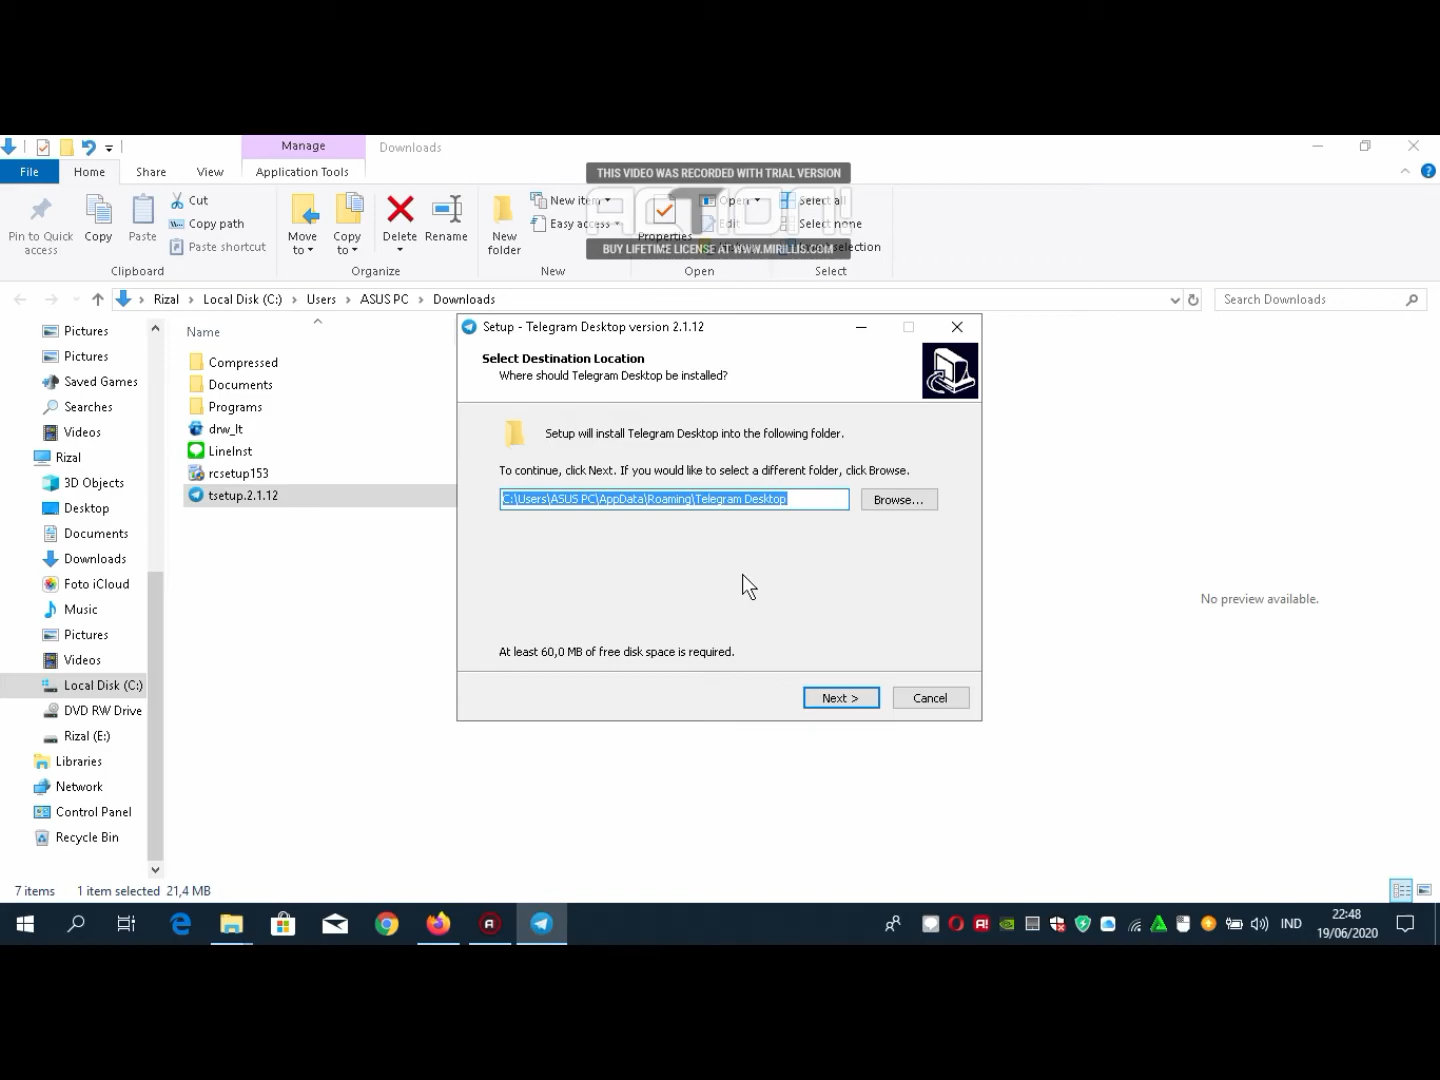 Manage
Downloads
File
Home
Share
View
Application Tools
THIS VIDEO WAS RECORDED WITH TRIAL VERSION
ACTION!
BUY LIFETIME LICENSE AT WWW.MIRILLIS.COM
Pin to Quick access
Copy
Paste
Cut
Copy path
Paste shortcut
Clipboard
Move to
Copy to
Delete
Rename
Organize
New folder
New item
Easy access
New
Properties
Open
Edit
Open
Select all
Select none
selection
Select
Rizal
Local Disk (C:)
Users
ASUS PC
Downloads
Search Downloads
Pictures
Pictures
Saved Games
Searches
Videos
Rizal
3D Objects
Desktop
Documents
Downloads
Foto iCloud
Music
Pictures
Videos
Local Disk (C:)
DVD RW Drive
Rizal (E:)
Libraries
Network
Control Panel
Recycle Bin
Name
Compressed
Documents
Programs
drw_lt
LineInst
rcsetup153
tsetup.2.1.12
Setup - Telegram Desktop version 2.1.12
Select Destination Location
Where should Telegram Desktop be installed?
Setup will install Telegram Desktop into the following folder.
To continue, click Next. If you would like to select a different folder, click Browse.
C:\Users\ASUS PC\AppData\Roaming\Telegram Desktop
Browse...
At least 60,0 MB of free disk space is required.
Next >
Cancel
No preview available.
7 items
1 item selected
21,4 MB
IND
22:48
19/06/2020